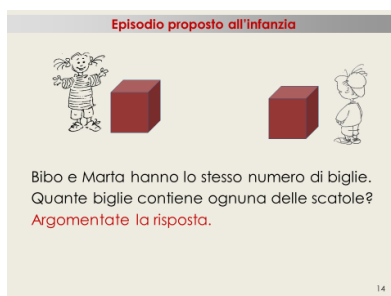 Episodio proposto all'infanzia
Bibo e Marta hanno lo stesso numero di biglie.
Quante biglie contiene ognuna delle scatole?
Argomentate la risposta.
14